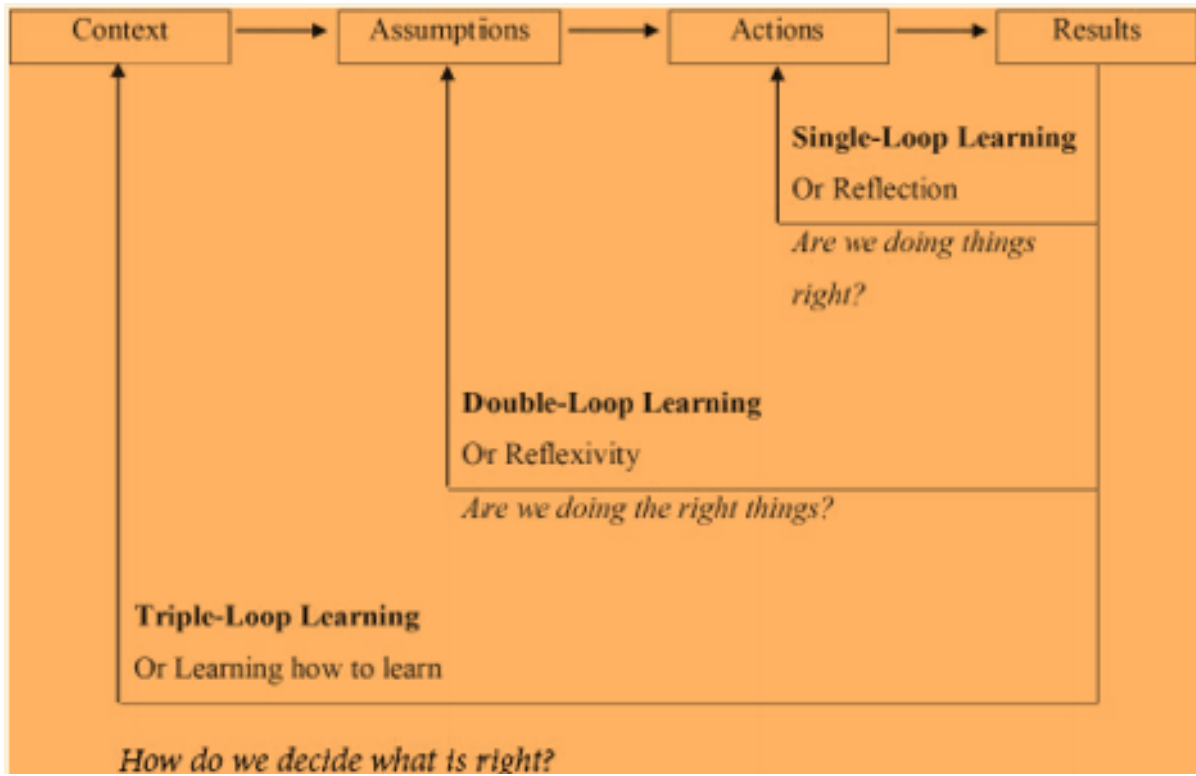 Context
Assumptions
Actions
Results
Single-Loop Learning
Or Reflection
Are we doing things
right?
Double-Loop Learning
Or Reflexivity
Are we doing the right things?
Triple-Loop Learning
Or Learning how to learn
How do we decide what is right?